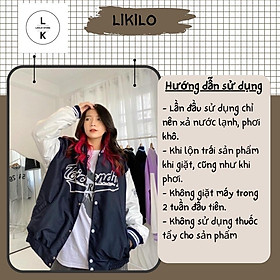 L
K
LIKILO
Hướng dẫn sử dụng
- Lần đầu sử dụng chỉ
nên xả nước lạnh, phơi
khô.
- Khi lộn trái sản phẩm
khi giặt, cũng như khi
phơi.
- Không giặt máy trong
2 tuần đầu tiên.
- Không sử dụng thuốc
tẩy cho sản phẩm